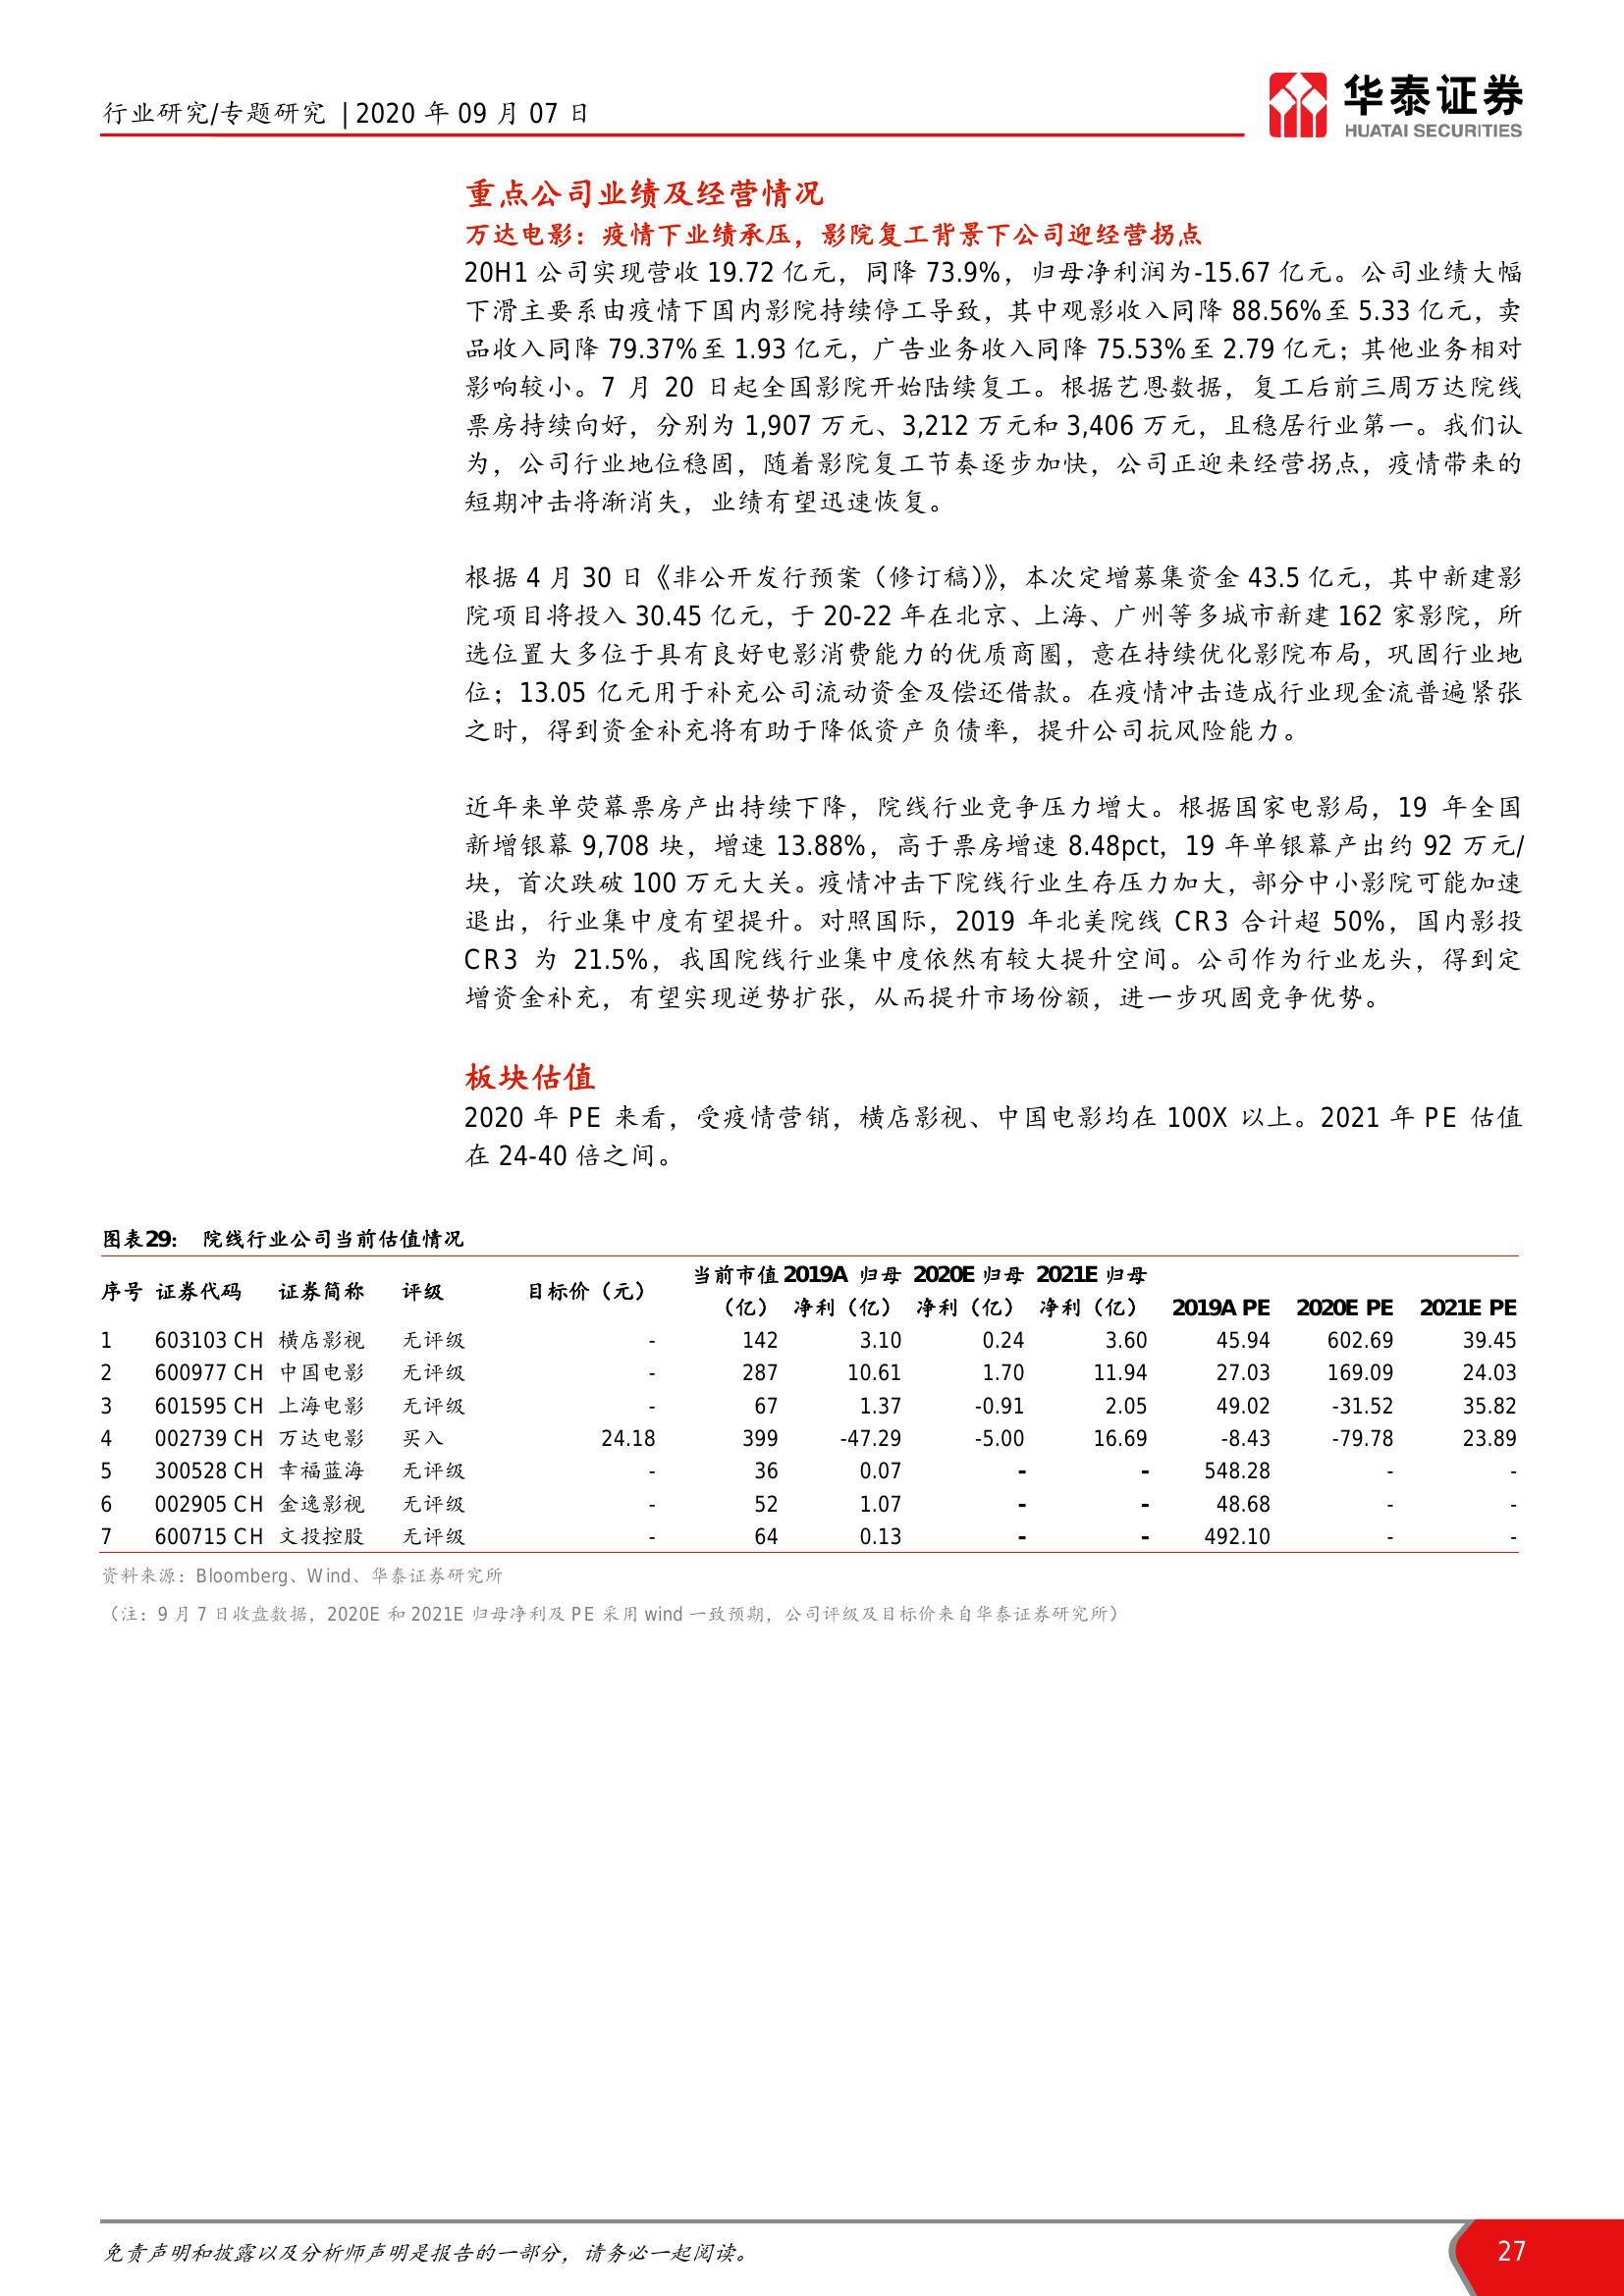 行业研究/专题研究 | 2020 年 09 月 07 日
华泰证券
HUATAI SECURITIES
重点公司业绩及经营情况
万达电影：疫情下业绩承压，影院复工背景下公司迎经营拐点
20H1 公司实现营收 19.72 亿元，同降 73.9%，归母净利润为-15.67 亿元。公司业绩大幅
下滑主要系由疫情下国内影院持续停工导致，其中观影收入同降 88.56%至 5.33 亿元，卖
品收入同降 79.37%至 1.93 亿元，广告业务收入同降 75.53%至 2.79 亿元；其他业务相对
影响较小。7 月 20 日起全国影院开始陆续复工。根据艺恩数据，复工后前三周万达院线
票房持续向好，分别为 1,907 万元、3,212 万元和 3,406 万元，且稳居行业第一。我们认
为，公司行业地位稳固，随着影院复工节奏逐步加快，公司正迎来经营拐点，疫情带来的
短期冲击将渐消失，业绩有望迅速恢复。
根据 4 月 30 日《非公开发行预案（修订稿）》，本次定增募集资金 43.5 亿元，其中新建影
院项目将投入 30.45 亿元，于 20-22 年在北京、上海、广州等多城市新建 162 家影院，所
选位置大多位于具有良好电影消费能力的优质商圈，意在持续优化影院布局，巩固行业地
位；13.05 亿元用于补充公司流动资金及偿还借款。在疫情冲击造成行业现金流普遍紧张
之时，得到资金补充将有助于降低资产负债率，提升公司抗风险能力。
近年来单荧幕票房产出持续下降，院线行业竞争压力增大。根据国家电影局，19 年全国
新增银幕 9,708 块，增速 13.88%，高于票房增速 8.48pct，19 年单银幕产出约 92 万元/
块，首次跌破 100 万元大关。疫情冲击下院线行业生存压力加大，部分中小影院可能加速
退出，行业集中度有望提升。对照国际，2019 年北美院线 CR3 合计超 50%，国内影投
CR3 为 21.5%，我国院线行业集中度依然有较大提升空间。公司作为行业龙头，得到定
增资金补充，有望实现逆势扩张，从而提升市场份额，进一步巩固竞争优势。
板块估值
2020 年 PE 来看，受疫情营销，横店影视、中国电影均在 100X 以上。2021 年 PE 估值
在 24-40 倍之间。
图表29： 院线行业公司当前估值情况
当前市值 2019A 归母 2020E 归母 2021E 归母
序号 证券代码 证券简称 评级 目标价（元） （亿） 净利（亿） 净利（亿） 净利（亿） 2019A PE 2020E PE 2021E PE
1 603103 CH 横店影视 无评级 - 142 3.10 0.24 3.60 45.94 602.69 39.45
2 600977 CH 中国电影 无评级 - 287 10.61 1.70 11.94 27.03 169.09 24.03
3 601595 CH 上海电影 无评级 - 67 1.37 -0.91 2.05 49.02 -31.52 35.82
4 002739 CH 万达电影 买入 24.18 399 -47.29 -5.00 16.69 -8.43 -79.78 23.89
5 300528 CH 幸福蓝海 无评级 - 36 0.07 - - 548.28 - -
6 002905 CH 金逸影视 无评级 - 52 1.07 - - 48.68 - -
7 600715 CH 文投控股 无评级 - 64 0.13 - - 492.10 - -
资料来源：Bloomberg、Wind、华泰证券研究所
（注：9 月 7 日收盘数据，2020E 和 2021E 归母净利及 PE 采用 wind 一致预期，公司评级及目标价来自华泰证券研究所）
免责声明和披露以及分析师声明是报告的一部分，请务必一起阅读。
27